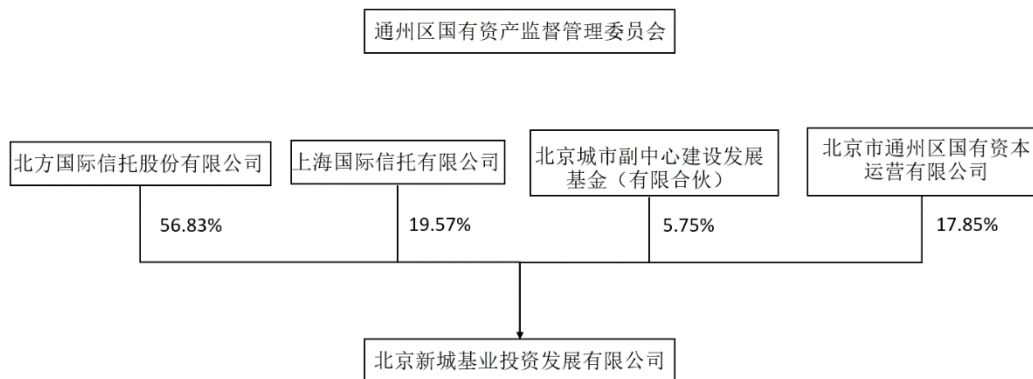 通州区国有资产监督管理委员会
北方国际信托股份有限公司
上海国际信托有限公司
北京城市副中心建设发展
基金（有限合伙）
北京市通州区国有资本
运营有限公司
56.83%
19.57%
5.75%
17.85%
北京新城基业投资发展有限公司